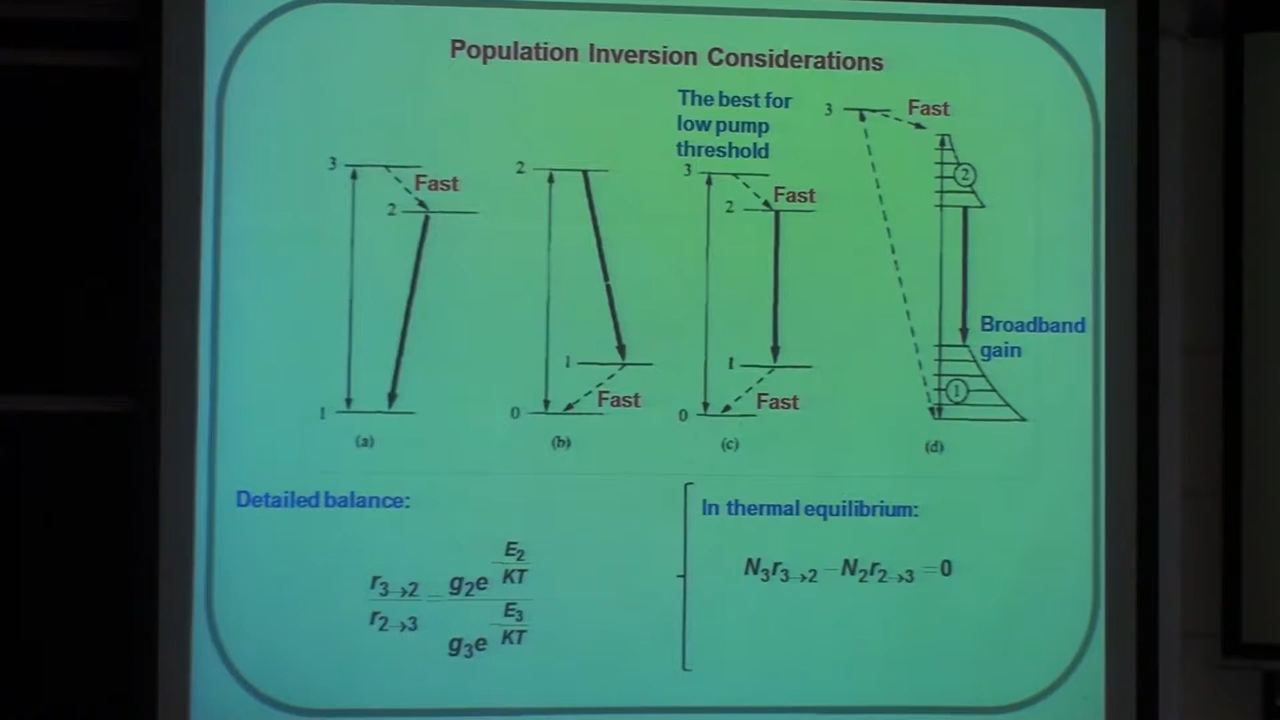 Population Inversion Considerations
The best for
low pump
threshold
3
Fast
2
1
(a)
2
1
Fast
0
(b)
3
Fast
2
1
Fast
0
(c)
3
Fast
2
Broadband
gain
1
(d)
Detailed balance:
r3→2 / r2→3 = g2e E2/KT / g3e E3/KT
In thermal equilibrium:
N3r3→2 − N2r2→3 =0